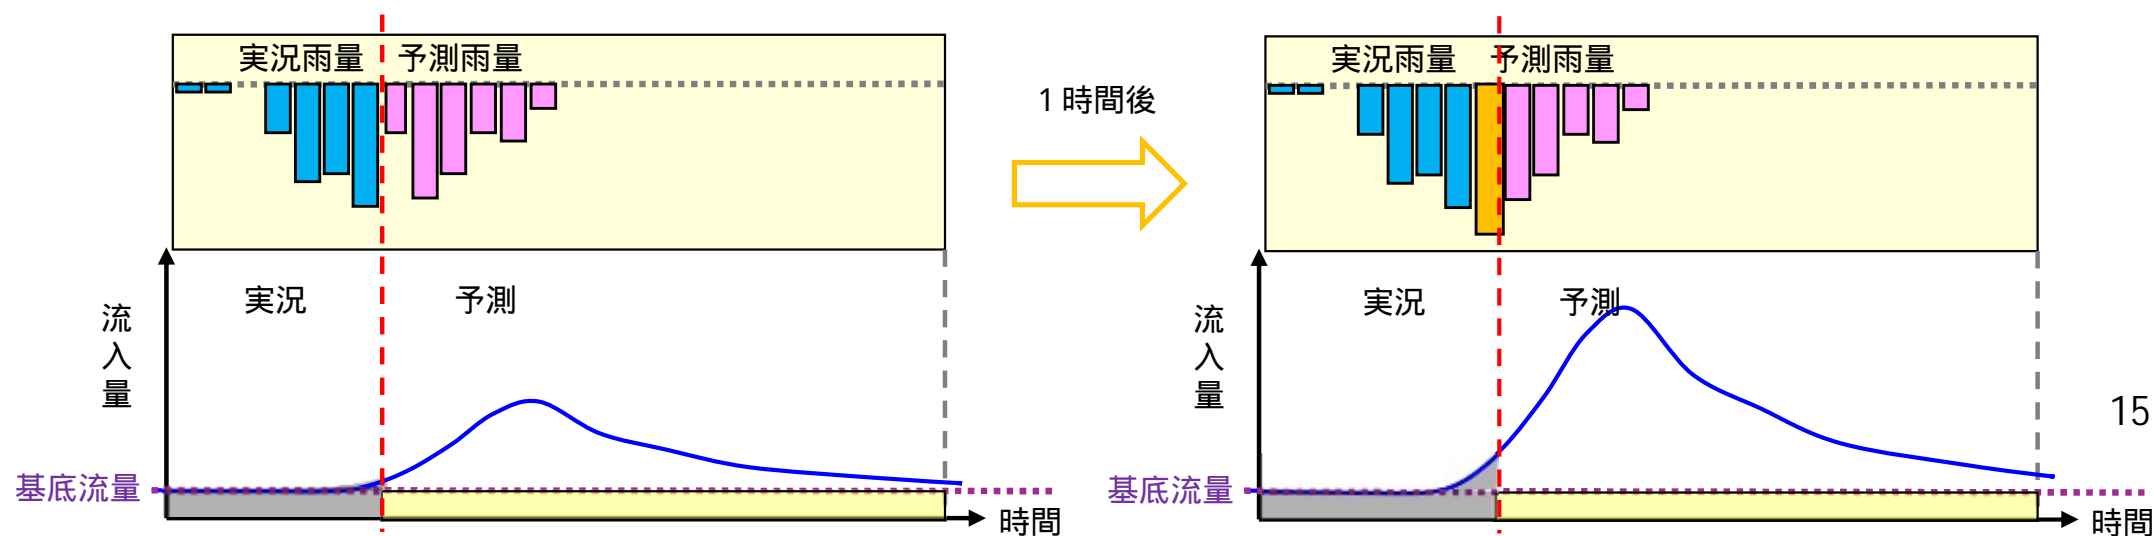 実況雨量
予測雨量
実況
予測
流入量
基底流量
時間
1時間後
実況雨量
予測雨量
実況
予測
流入量
基底流量
時間
15